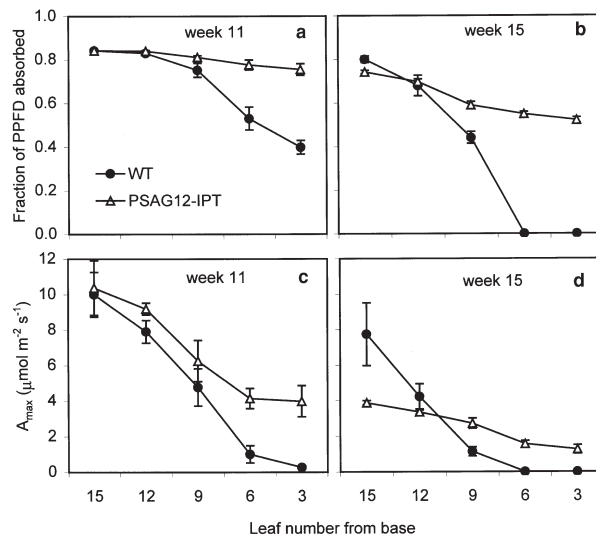 week 11 a
week 15 b
Fraction of PPFD absorbed
1.0
0.8
0.6
0.4
0.2
0.0
WT
PSAG12-IPT
week 11 c
week 15 d
A_max (μmol m⁻² s⁻¹)
12
10
8
6
4
2
0
15 12 9 6 3
15 12 9 6 3
Leaf number from base